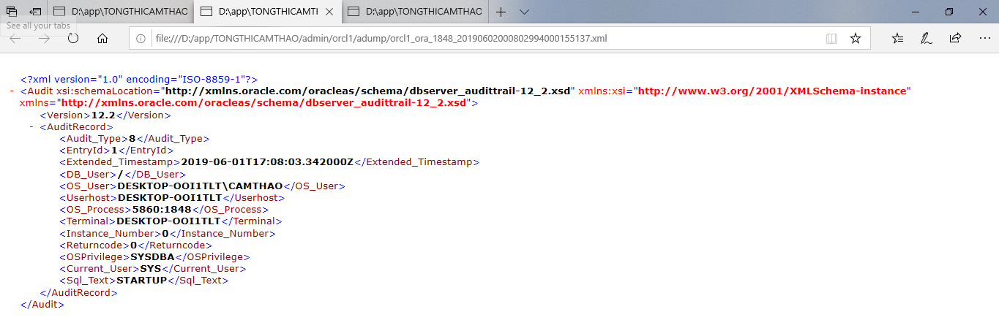 D:\app\TONGTHICAMTHAO
D:\app\TONGTHICAMTI
D:\app\TONGTHICAMTHAO
See all your tabs
file:///D:/app/TONGTHICAMTHAO/admin/orcl1/adump/orcl1_ora_1848_20190602000802994000155137.xml
<?xml version="1.0" encoding="ISO-8859-1"?>
- <Audit xsi:schemaLocation="http://xmlns.oracle.com/oracleas/schema/dbserver_audittrail-12_2.xsd" xmlns:xsi="http://www.w3.org/2001/XMLSchema-instance"
xmlns="http://xmlns.oracle.com/oracleas/schema/dbserver_audittrail-12_2.xsd">
<Version>12.2</Version>
- <AuditRecord>
<Audit_Type>8</Audit_Type>
<EntryId>1</EntryId>
<Extended_Timestamp>2019-06-01T17:08:03.342000Z</Extended_Timestamp>
<DB_User>/</DB_User>
<OS_User>DESKTOP-OOI1TLT\CAMTHAO</OS_User>
<Userhost>DESKTOP-OOI1TLT</Userhost>
<OS_Process>5860:1848</OS_Process>
<Terminal>DESKTOP-OOI1TLT</Terminal>
<Instance_Number>0</Instance_Number>
<Returncode>0</Returncode>
<OSPrivilege>SYSDBA</OSPrivilege>
<Current_User>SYS</Current_User>
<Sql_Text>STARTUP</Sql_Text>
</AuditRecord>
</Audit>